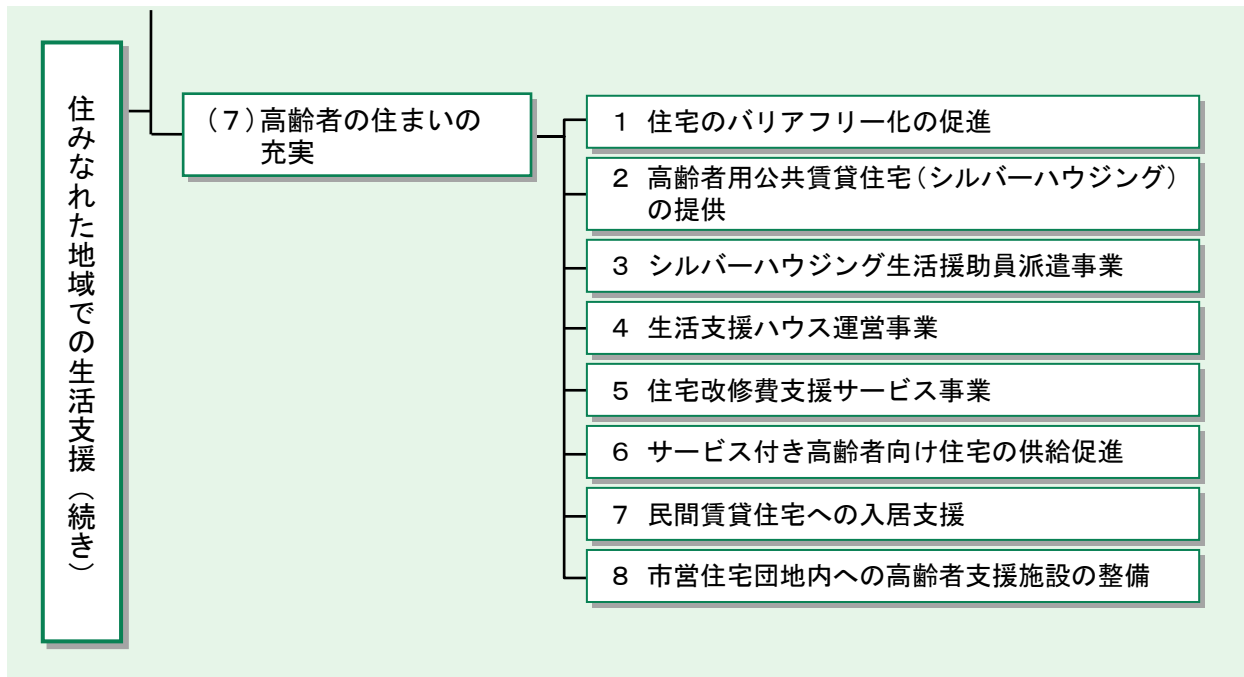 住みなれた地域での生活支援（続き）
（７）高齢者の住まいの
充実
１ 住宅のバリアフリー化の促進
２ 高齢者用公共賃貸住宅（シルバーハウジング）
の提供
３ シルバーハウジング生活援助員派遣事業
４ 生活支援ハウス運営事業
５ 住宅改修費支援サービス事業
６ サービス付き高齢者向け住宅の供給促進
７ 民間賃貸住宅への入居支援
８ 市営住宅団地内への高齢者支援施設の整備